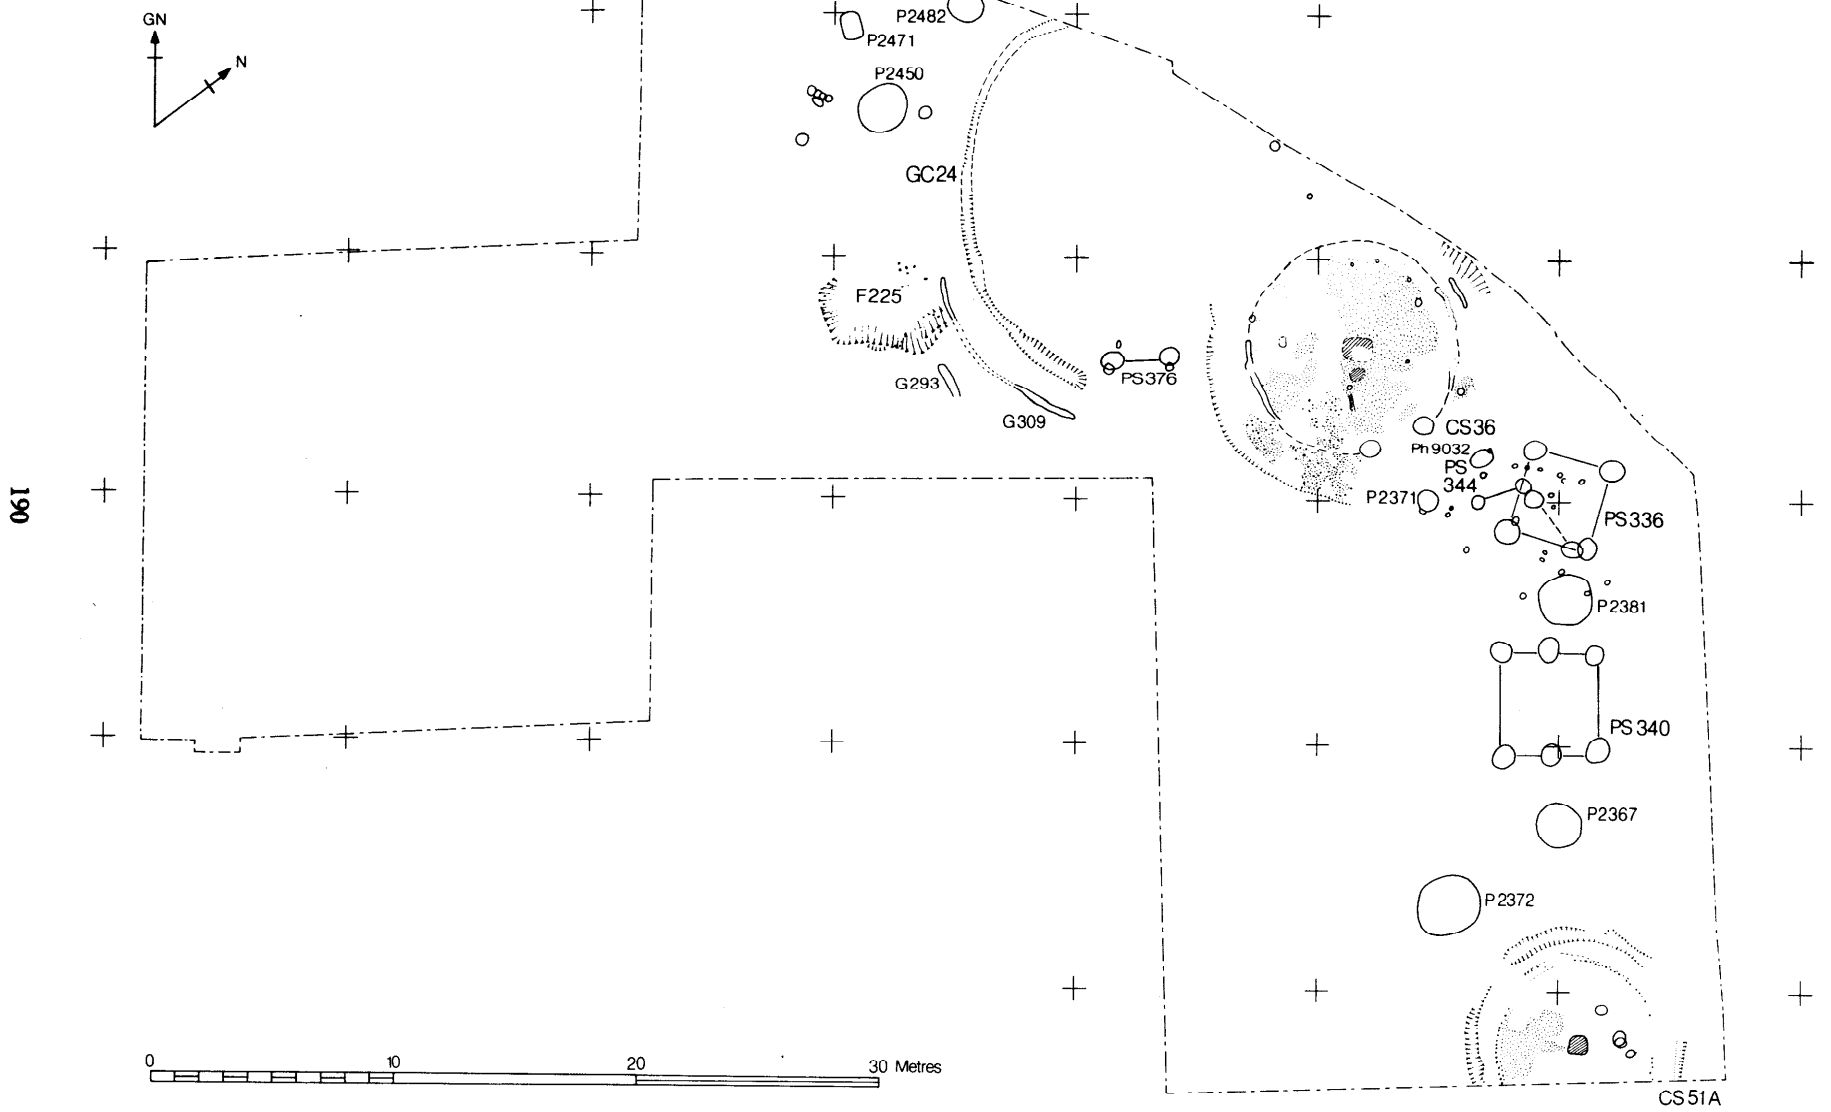 GN
N
P2482
P2471
P2450
GC24
F225
G293
G309
PS376
CS36
Ph9032
PS
344
P2371
PS336
P2381
PS340
P2367
P2372
CS51A
190
0 10 20 30 Metres